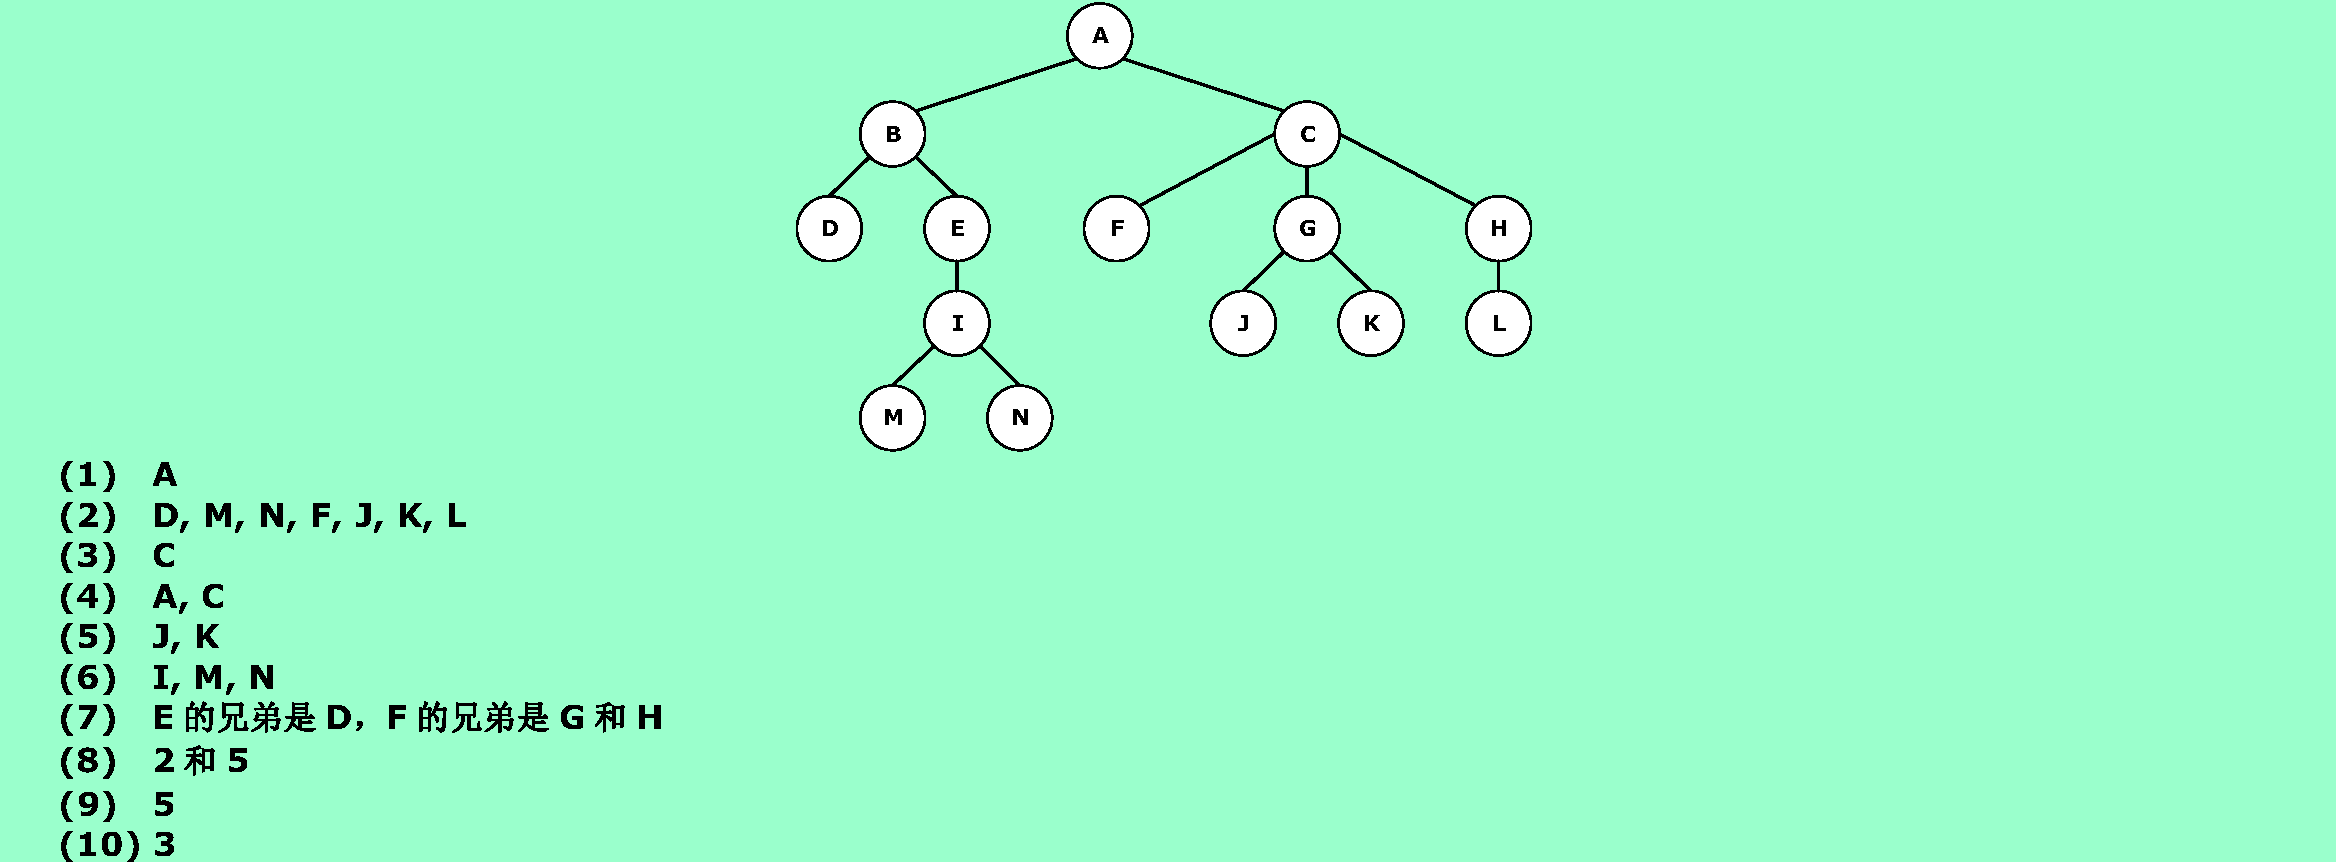 A
B C
D E F G H
I J K L
M N
(1) A
(2) D, M, N, F, J, K, L
(3) C
(4) A, C
(5) J, K
(6) I, M, N
(7) E 的兄弟是 D，F 的兄弟是 G 和 H
(8) 2 和 5
(9) 5
(10) 3